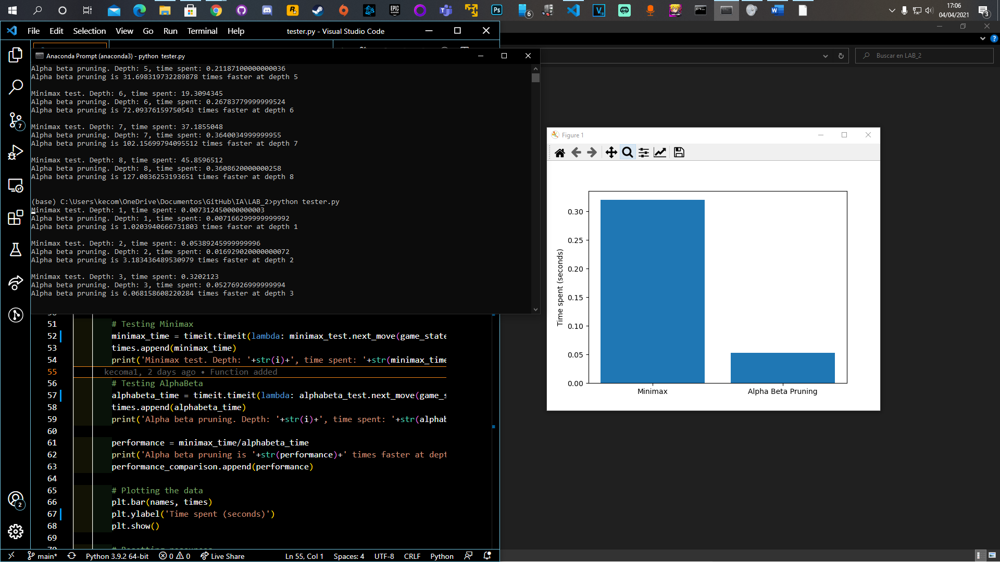 17:06
04/04/2021
6
3
File Edit Selection View Go Run Terminal Help
tester.py - Visual Studio Code
Anaconda Prompt (anaconda3) - python tester.py
Buscar en LAB_2
Alpha beta pruning. Depth: 5, time spent: 0.21187100000000036
Alpha beta pruning is 31.698319732289878 times faster at depth 5
Minimax test. Depth: 6, time spent: 19.3094345
Alpha beta pruning. Depth: 6, time spent: 0.26783779999999524
Alpha beta pruning is 72.09376159750543 times faster at depth 6
Minimax test. Depth: 7, time spent: 37.1855048
Alpha beta pruning. Depth: 7, time spent: 0.3640034999999955
Alpha beta pruning is 102.15699794095512 times faster at depth 7
Minimax test. Depth: 8, time spent: 45.8596512
Alpha beta pruning. Depth: 8, time spent: 0.3608620000000258
Alpha beta pruning is 127.0836253193651 times faster at depth 8
(base) C:\Users\kecom\OneDrive\Documentos\GitHub\IA\LAB_2>python tester.py
Minimax test. Depth: 1, time spent: 0.007312450000000003
Alpha beta pruning. Depth: 1, time spent: 0.007166299999999992
Alpha beta pruning is 1.0203940666731803 times faster at depth 1
Minimax test. Depth: 2, time spent: 0.05389245999999996
Alpha beta pruning. Depth: 2, time spent: 0.016929020000000072
Alpha beta pruning is 3.183436489530979 times faster at depth 2
Minimax test. Depth: 3, time spent: 0.3202123
Alpha beta pruning. Depth: 3, time spent: 0.05276926999999994
Alpha beta pruning is 6.068158608220284 times faster at depth 3
51 # Testing Minimax
52 minimax_time = timeit.timeit(lambda: minimax_test.next_move(game_state
53 times.append(minimax_time)
54 print('Minimax test. Depth: '+str(i)+', time spent: '+str(minimax_time
55 kecoma1, 2 days ago • Function added
56 # Testing AlphaBeta
57 alphabeta_time = timeit.timeit(lambda: alphabeta_test.next_move(game_s
58 times.append(alphabeta_time)
59 print('Alpha beta pruning. Depth: '+str(i)+', time spent: '+str(alphab
60
61 performance = minimax_time/alphabeta_time
62 print('Alpha beta pruning is '+str(performance)+' times faster at dept
63 performance_comparison.append(performance)
64
65 # Plotting the data
66 plt.bar(names, times)
67 plt.ylabel('Time spent (seconds)')
68 plt.show()
69
7
2
main* Python 3.9.2 64-bit 0 0 Live Share Ln 55, Col 1 Spaces: 4 UTF-8 CRLF Python
Figure 1
Time spent (seconds)
0.30
0.25
0.20
0.15
0.10
0.05
0.00
Minimax Alpha Beta Pruning